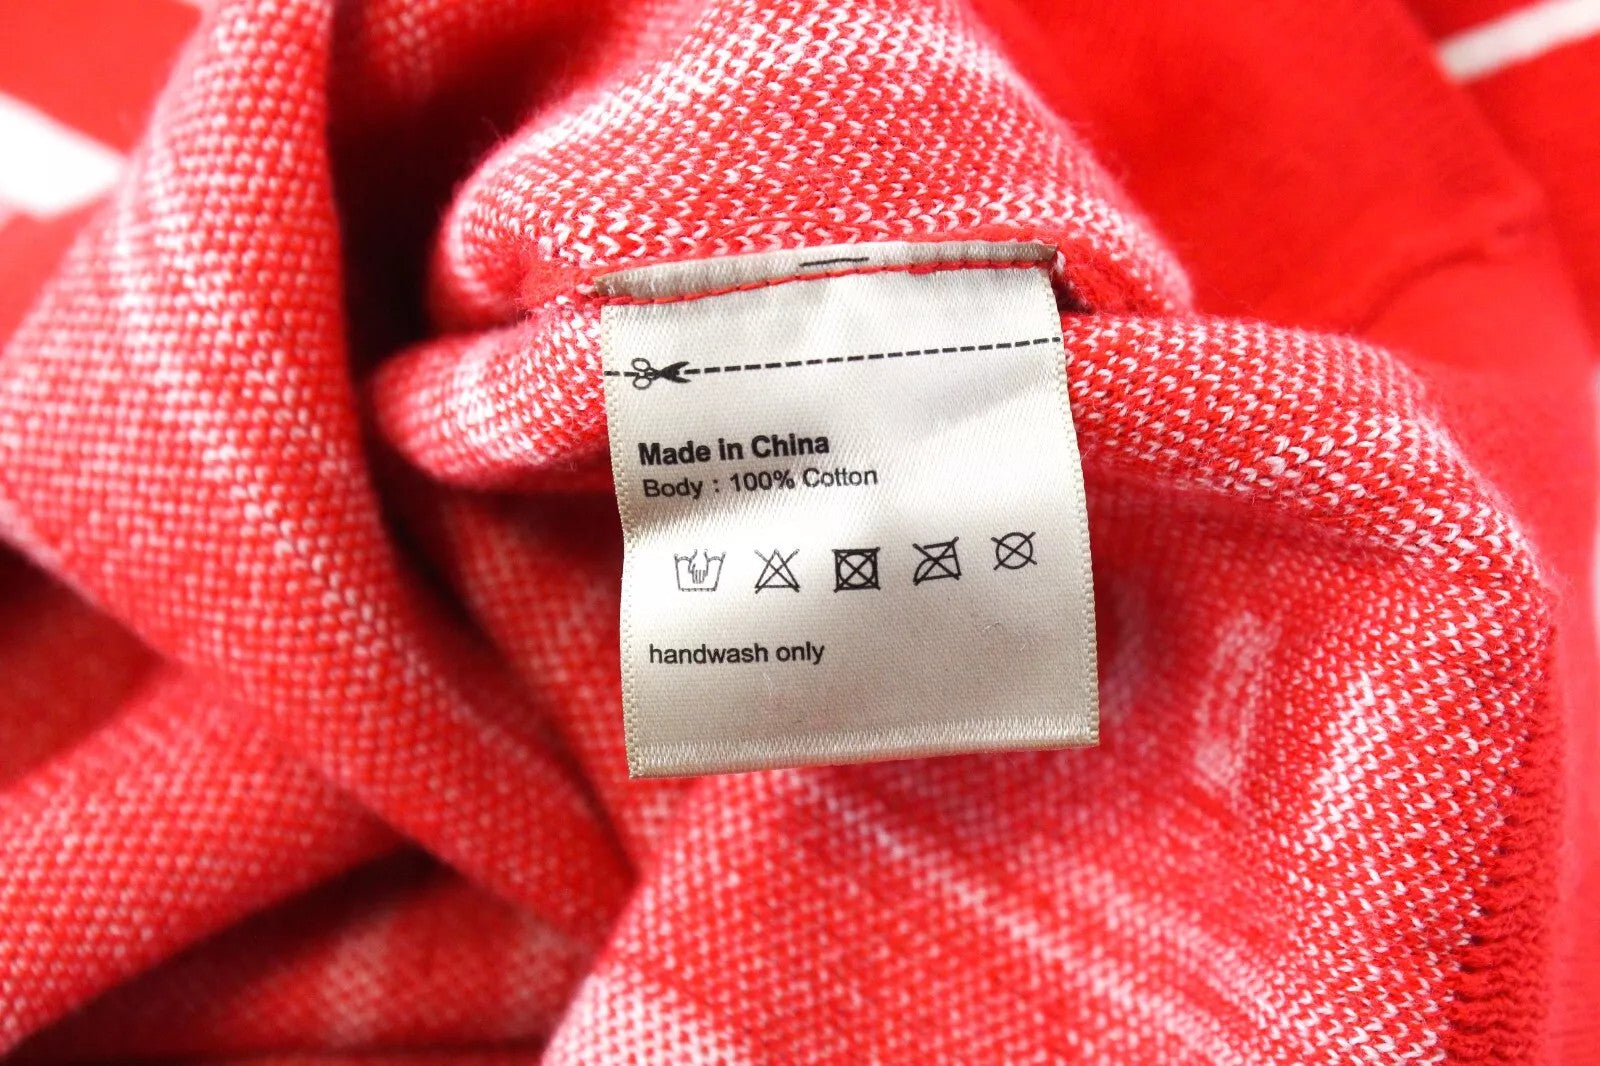 Made in China
Body : 100% Cotton
handwash only